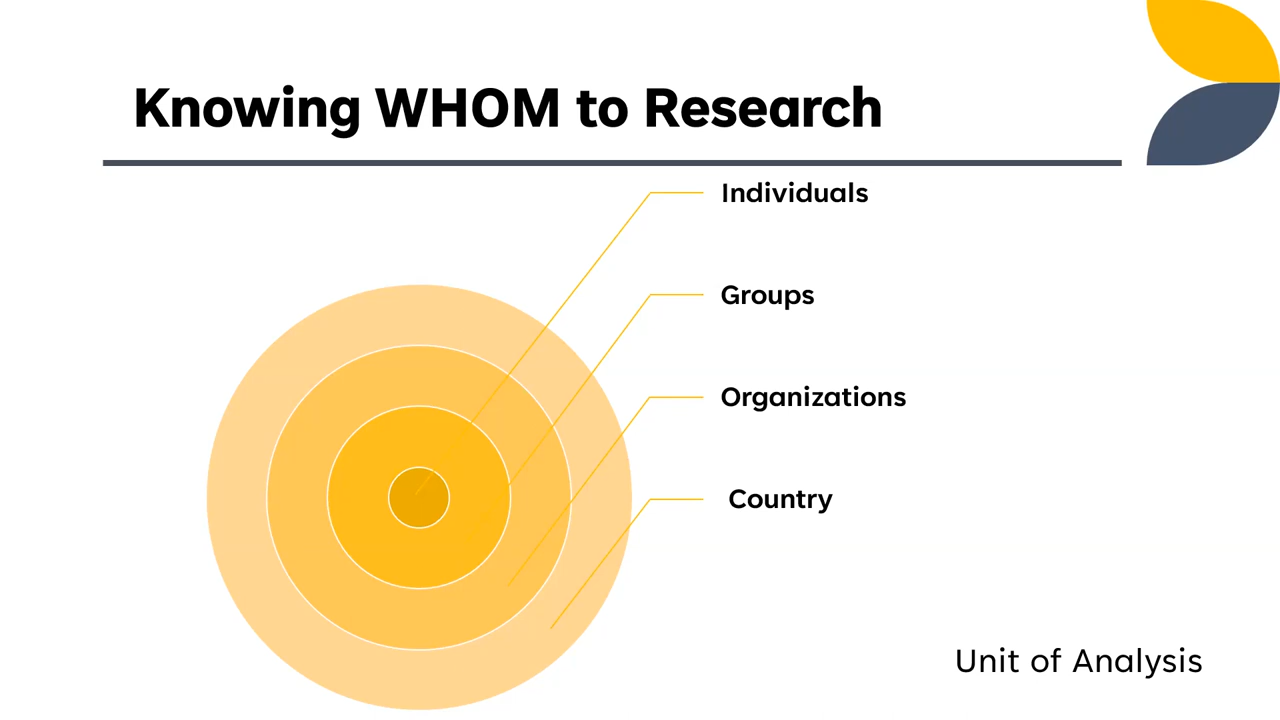 Knowing WHOM to Research
Individuals
Groups
Organizations
Country
Unit of Analysis